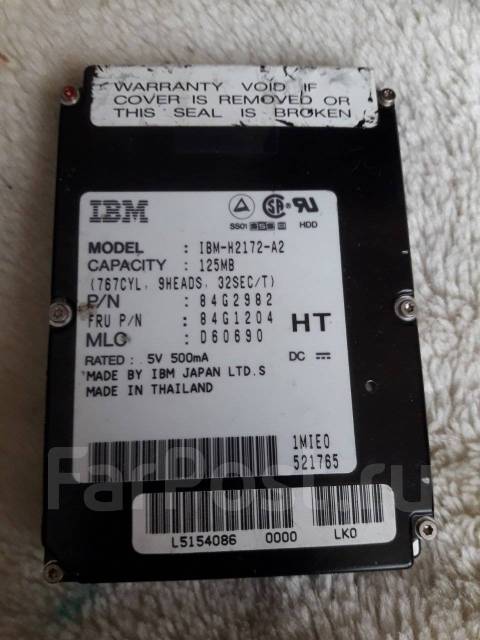 WARRANTY VOID IF
COVER IS REMOVED OR
THIS SEAL IS BROKEN
IBM
SS01 HDD
MODEL : IBM-H2172-A2
CAPACITY : 125MB
(767CYL, 9HEADS, 32SEC/T)
P/N : 84G2982
FRU P/N : 84G1204
MLC : D60690
HT
RATED : 5V 500mA DC
MADE BY IBM JAPAN LTD.S
MADE IN THAILAND
1MIE0
521765
FarPost.ru
L5154086 0000 LK0